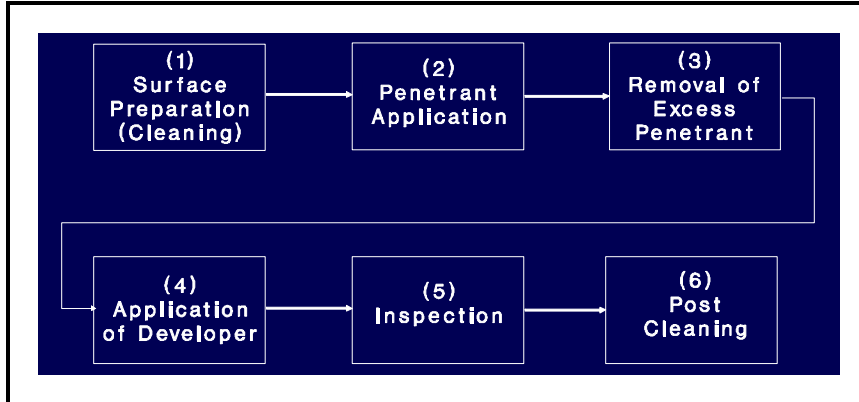 (1)
Surface
Preparation
(Cleaning)
(2)
Penetrant
Application
(3)
Removal of
Excess
Penetrant
(4)
Application
of Developer
(5)
Inspection
(6)
Post
Cleaning